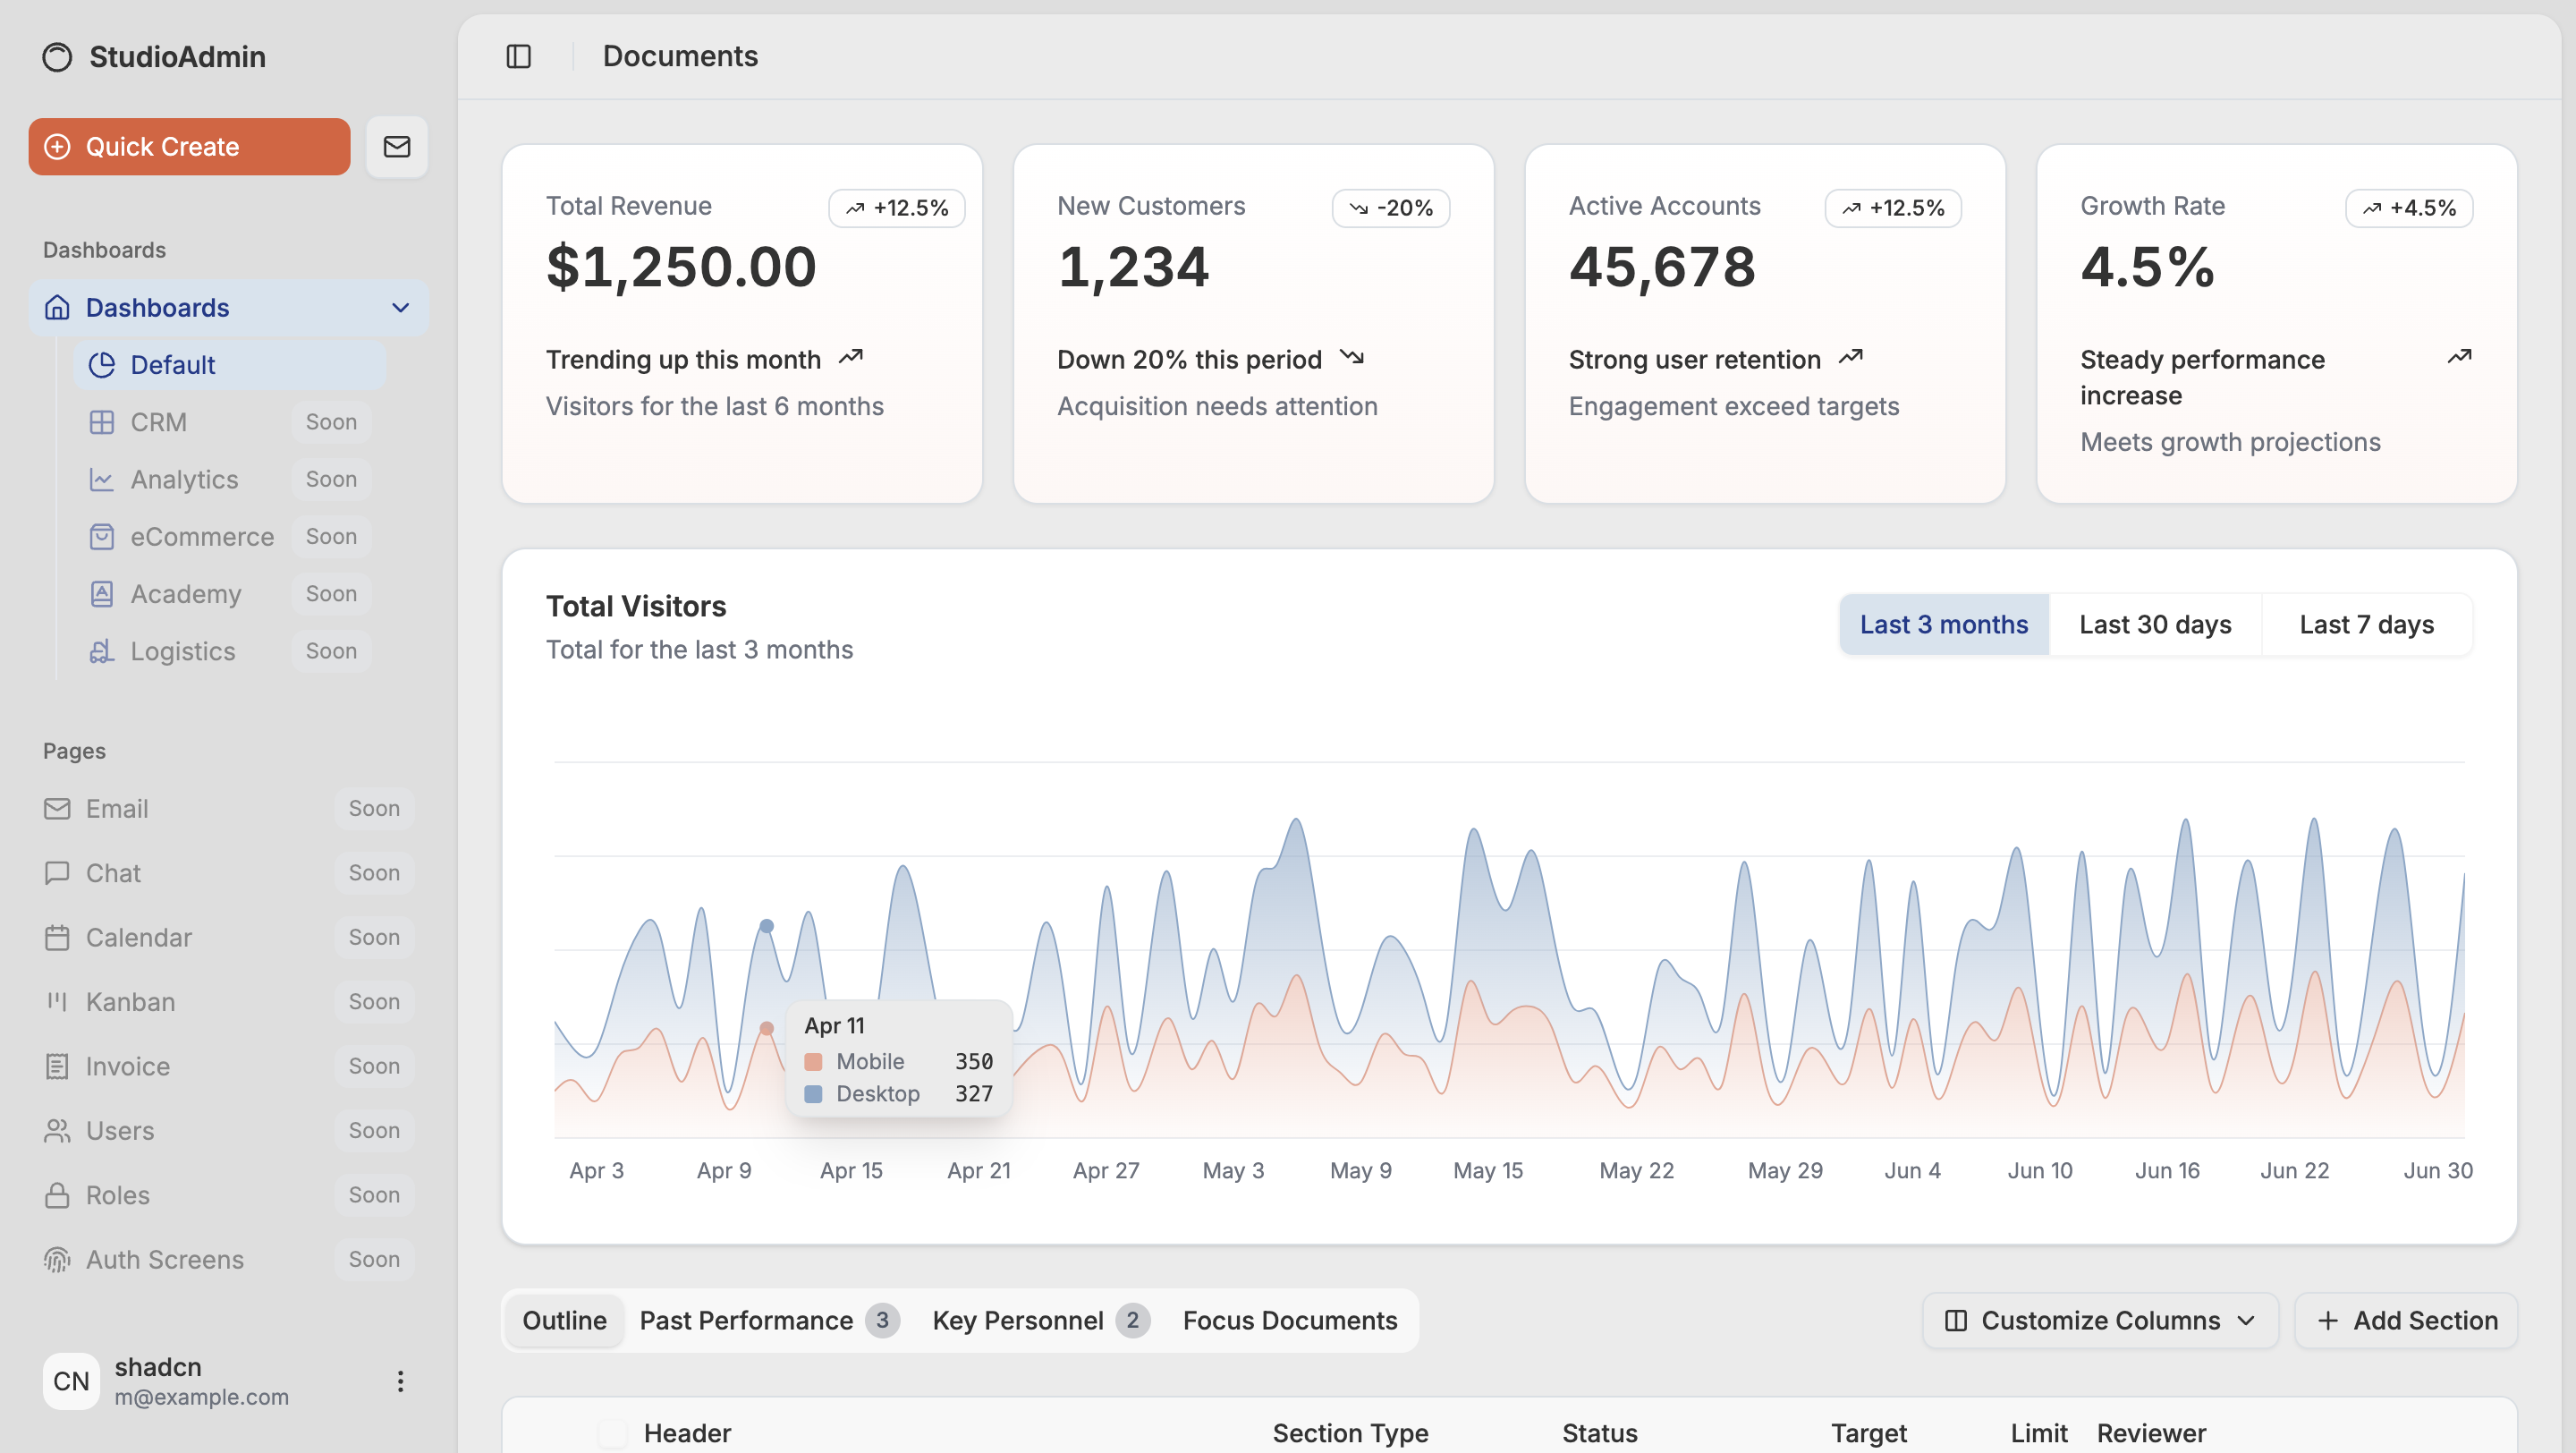 StudioAdmin
Quick Create
Dashboards
Dashboards
Default
CRM Soon
Analytics Soon
eCommerce Soon
Academy Soon
Logistics Soon
Pages
Email Soon
Chat Soon
Calendar Soon
Kanban Soon
Invoice Soon
Users Soon
Roles Soon
Auth Screens Soon
CN
shadcn
m@example.com
Documents
Total Revenue +12.5%
$1,250.00
Trending up this month
Visitors for the last 6 months
New Customers -20%
1,234
Down 20% this period
Acquisition needs attention
Active Accounts +12.5%
45,678
Strong user retention
Engagement exceed targets
Growth Rate +4.5%
4.5%
Steady performance
increase
Meets growth projections
Total Visitors
Total for the last 3 months
Last 3 months Last 30 days Last 7 days
Apr 11
Mobile 350
Desktop 327
Apr 3 Apr 9 Apr 15 Apr 21 Apr 27 May 3 May 9 May 15 May 22 May 29 Jun 4 Jun 10 Jun 16 Jun 22 Jun 30
Outline Past Performance 3 Key Personnel 2 Focus Documents Customize Columns Add Section
Header Section Type Status Target Limit Reviewer